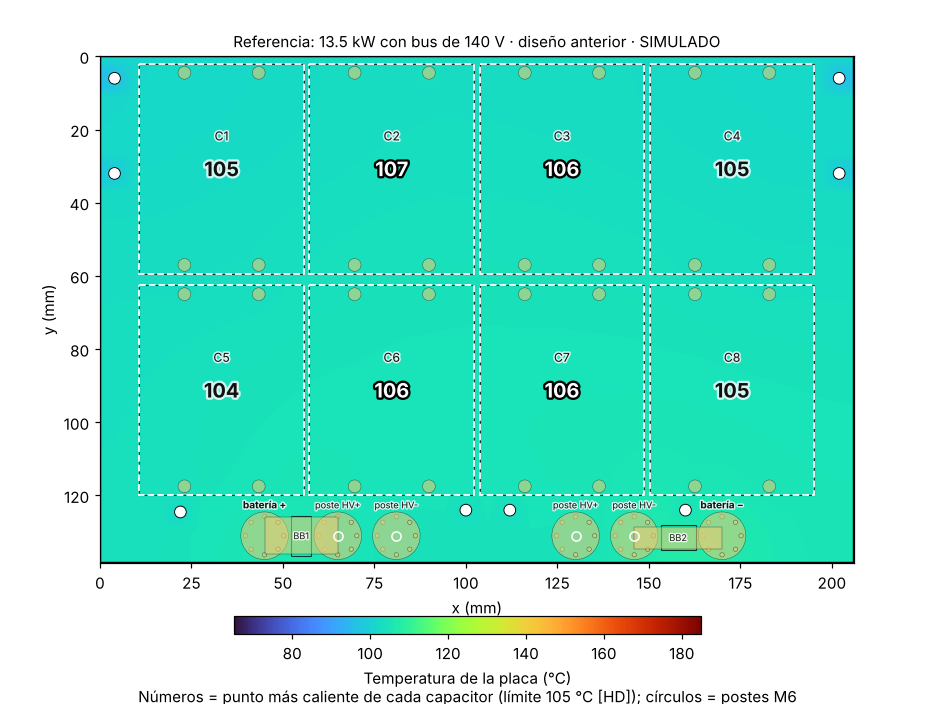 Referencia: 13.5 kW con bus de 140 V · diseño anterior · SIMULADO
0
20
40
60
80
100
120
y (mm)
C1
C2
C3
C4
105
107
106
105
C5
C6
C7
C8
104
106
106
105
batería +
poste HV+
poste HV-
poste HV+
poste HV-
batería −
BB1
BB2
0
25
50
75
100
125
150
175
200
x (mm)
80
100
120
140
160
180
Temperatura de la placa (°C)
Números = punto más caliente de cada capacitor (límite 105 °C [HD]); círculos = postes M6